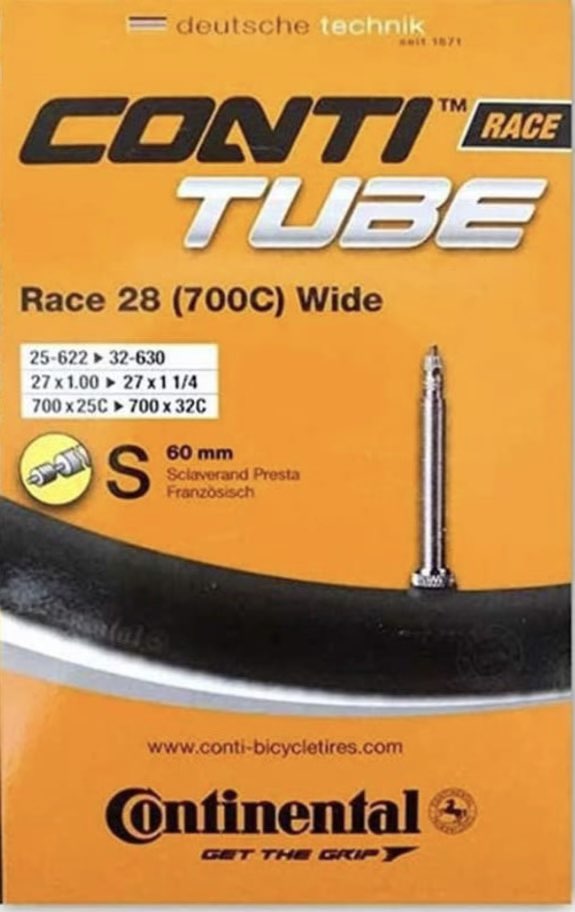 deutsche technik
seit 1871
CONTI™ RACE
TUBE
Race 28 (700C) Wide
25-622 ▸ 32-630
27 x 1.00 ▸ 27 x 1 1/4
700 x 25C ▸ 700 x 32C
S 60 mm
Sclaverand Presta
Französisch
www.conti-bicycletires.com
Continental
GET THE GRIP